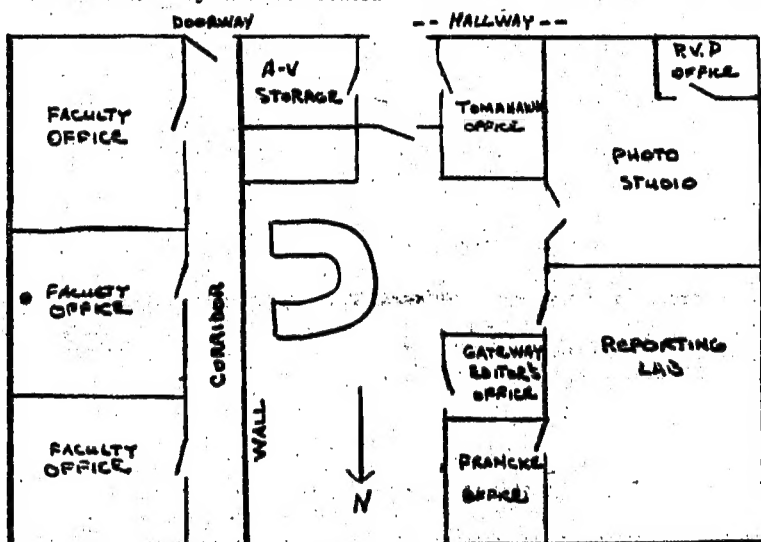 DOORWAY
-- HALLWAY --
A-V
STORAGE
R.V.P
OFFICE
FACULTY
OFFICE
TOMAHAWK
OFFICE
PHOTO
STUDIO
FACULTY
OFFICE
CORRIDOR
GATEWAY
EDITOR'S
OFFICE
REPORTING
LAB
WALL
FACULTY
OFFICE
FRANCKE
OFFICE
N